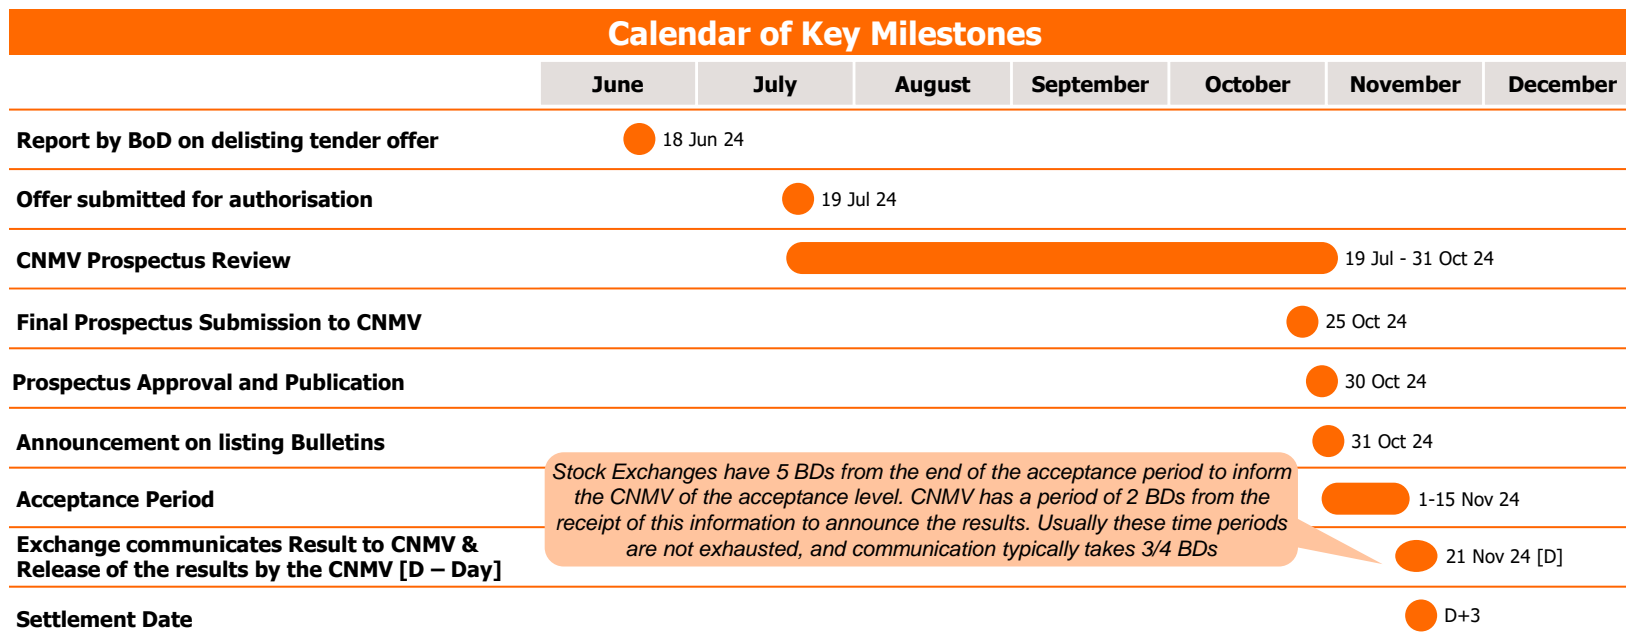 Calendar of Key Milestones
June July August September October November December
Report by BoD on delisting tender offer 18 Jun 24
Offer submitted for authorisation 19 Jul 24
CNMV Prospectus Review 19 Jul - 31 Oct 24
Final Prospectus Submission to CNMV 25 Oct 24
Prospectus Approval and Publication 30 Oct 24
Announcement on listing Bulletins 31 Oct 24
Stock Exchanges have 5 BDs from the end of the acceptance period to inform
the CNMV of the acceptance level. CNMV has a period of 2 BDs from the
receipt of this information to announce the results. Usually these time periods
are not exhausted, and communication typically takes 3/4 BDs
Acceptance Period 1-15 Nov 24
Exchange communicates Result to CNMV &
Release of the results by the CNMV [D – Day] 21 Nov 24 [D]
Settlement Date D+3